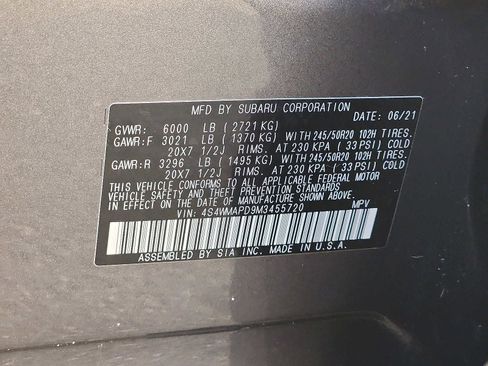 MFD BY SUBARU CORPORATION
DATE: 06/21
GVWR: 6000 LB (2721 KG)
GAWR:F 3021 LB (1370 KG) WITH 245/50R20 102H TIRES.
20X7 1/2J RIMS. AT 230 KPA (33 PSI) COLD
GAWR:R 3296 LB (1495 KG) WITH 245/50R20 102H TIRES.
20X7 1/2J RIMS. AT 230 KPA (33 PSI) COLD
THIS VEHICLE CONFORMS TO ALL APPLICABLE FEDERAL MOTOR
VEHICLE SAFETY AND THEFT PREVENTION STANDARDS
IN EFFECT ON THE DATE OF MANUFACTURE SHOWN ABOVE.
VIN: 4S4WMAPD9M3455720 MPV
ASSEMBLED BY SIA MADE IN U.S.A.